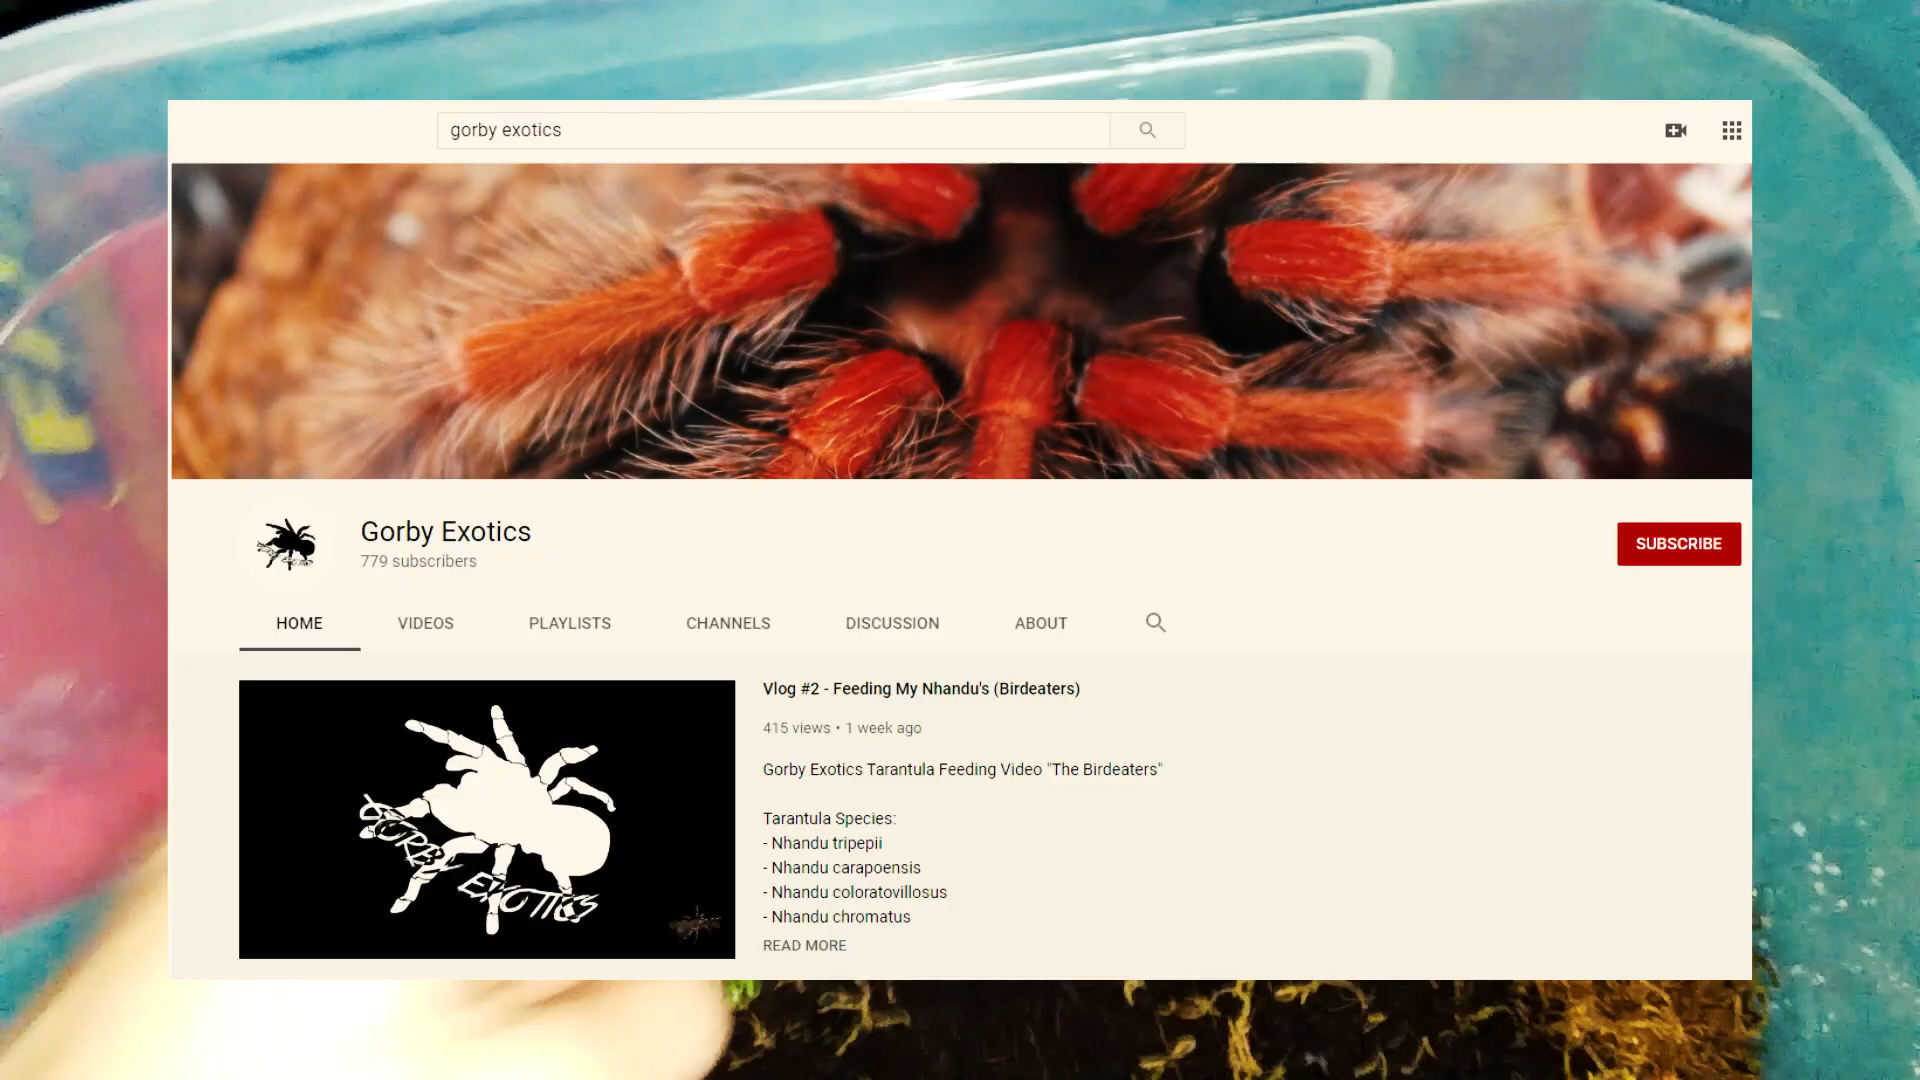 gorby exotics
Gorby Exotics
779 subscribers
SUBSCRIBE
HOME VIDEOS PLAYLISTS CHANNELS DISCUSSION ABOUT
Vlog #2 - Feeding My Nhandu's (Birdeaters)
415 views • 1 week ago
Gorby Exotics Tarantula Feeding Video "The Birdeaters"
Tarantula Species:
- Nhandu tripepii
- Nhandu carapoensis
- Nhandu coloratovillosus
- Nhandu chromatus
READ MORE
GORBY EXOTICS